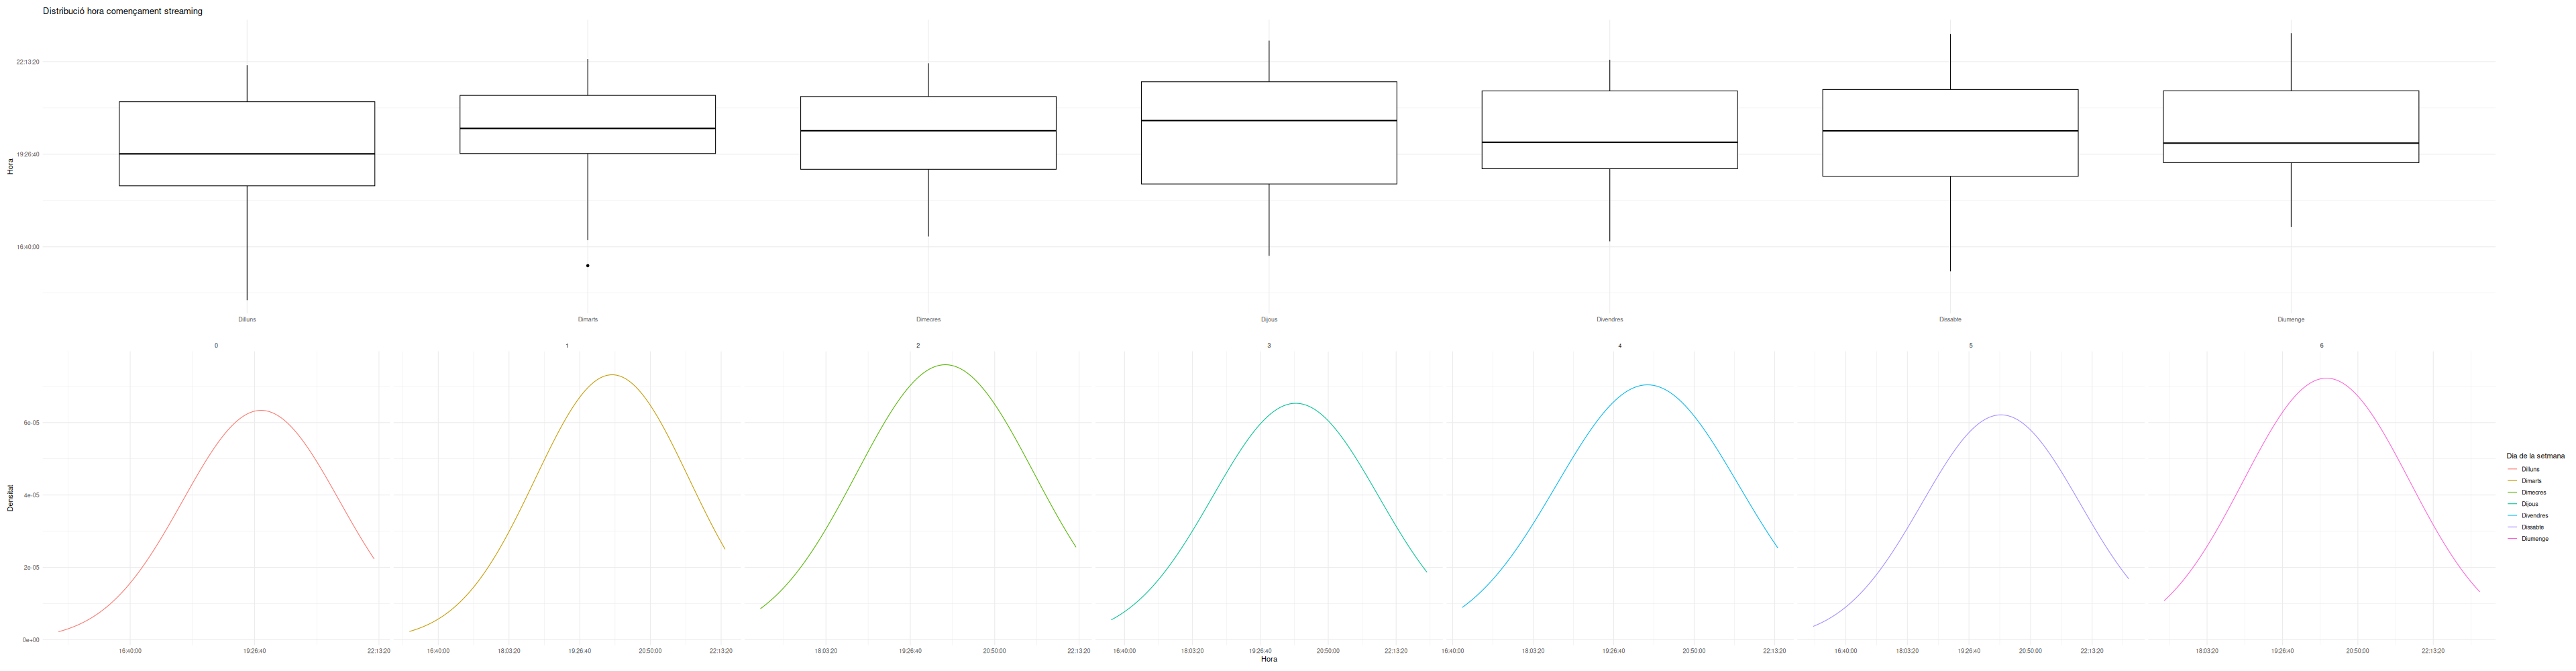 Distribució hora començament streaming
Hora
22:13:20
19:26:40
16:40:00
Dilluns Dimarts Dimecres Dijous Divendres Dissabte Diumenge
0 1 2 3 4 5 6
Densitat
6e-05
4e-05
2e-05
0e+00
16:40:00 19:26:40 22:13:20 16:40:00 18:03:20 19:26:40 20:50:00 22:13:20 18:03:20 19:26:40 20:50:00 22:13:20 16:40:00 18:03:20 19:26:40 20:50:00 22:13:20 16:40:00 18:03:20 19:26:40 20:50:00 22:13:20 16:40:00 18:03:20 19:26:40 20:50:00 22:13:20 18:03:20 19:26:40 20:50:00 22:13:20
Hora
Dia de la setmana
Dilluns
Dimarts
Dimecres
Dijous
Divendres
Dissabte
Diumenge